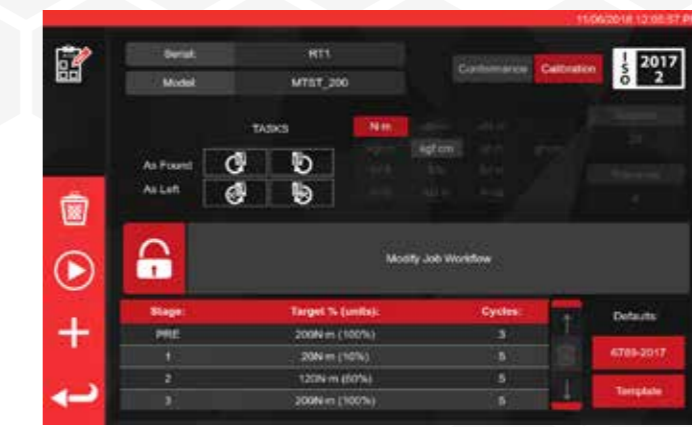 11/06/2018 12:05:57 PM
Serial: RT1
Model: MTST_200
Conformance Calibration
ISO 2017 2
TASKS
N·m
kgf·cm
As Found
As Left
Modify Job Workflow
Stage: Target % (units): Cycles:
PRE 200N·m (100%) 3
1 20N·m (10%) 5
2 120N·m (60%) 5
3 200N·m (100%) 5
Defaults:
6789-2017
Template